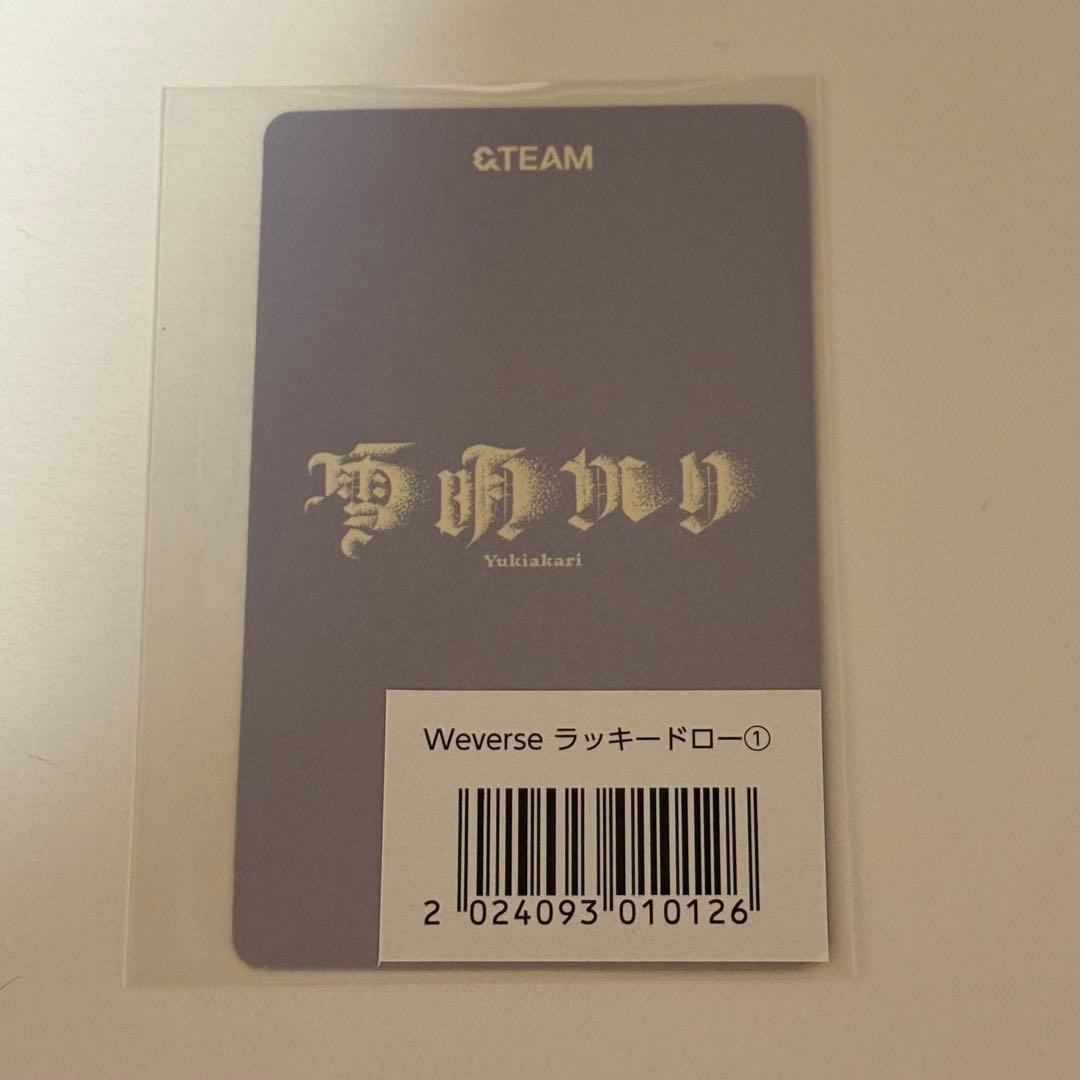 &TEAM
雪明かり
Yukiakari
Weverse ラッキードロー①
2 024093 010126